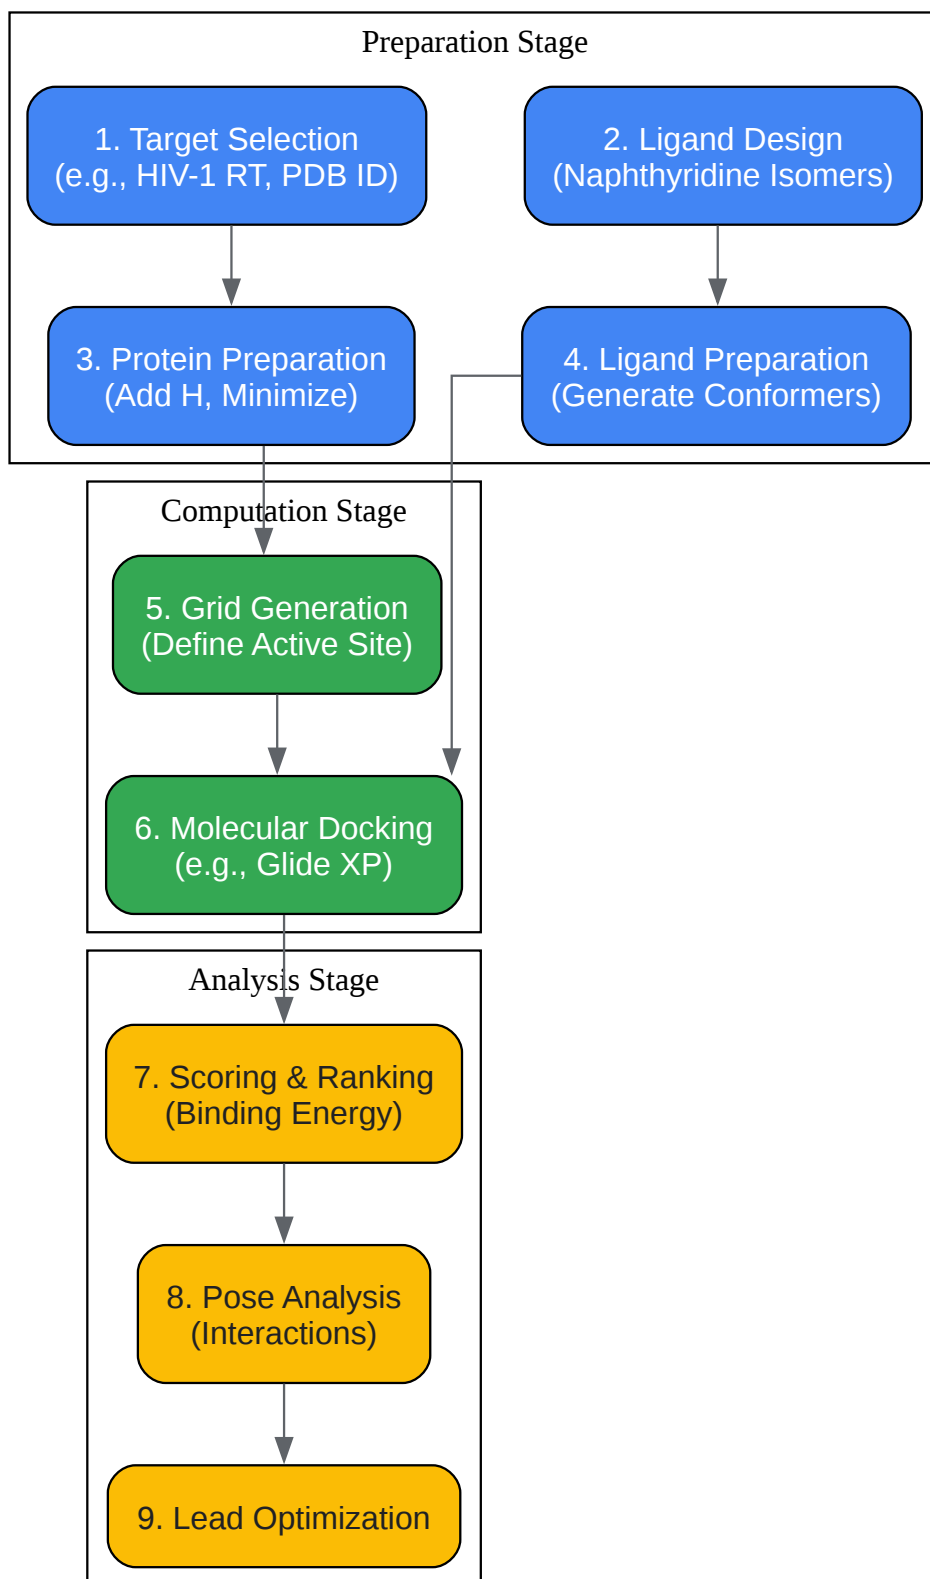 Preparation Stage
1. Target Selection
(e.g., HIV-1 RT, PDB ID)
2. Ligand Design
(Naphthyridine Isomers)
3. Protein Preparation
(Add H, Minimize)
4. Ligand Preparation
(Generate Conformers)
Computation Stage
5. Grid Generation
(Define Active Site)
6. Molecular Docking
(e.g., Glide XP)
Analysis Stage
7. Scoring & Ranking
(Binding Energy)
8. Pose Analysis
(Interactions)
9. Lead Optimization